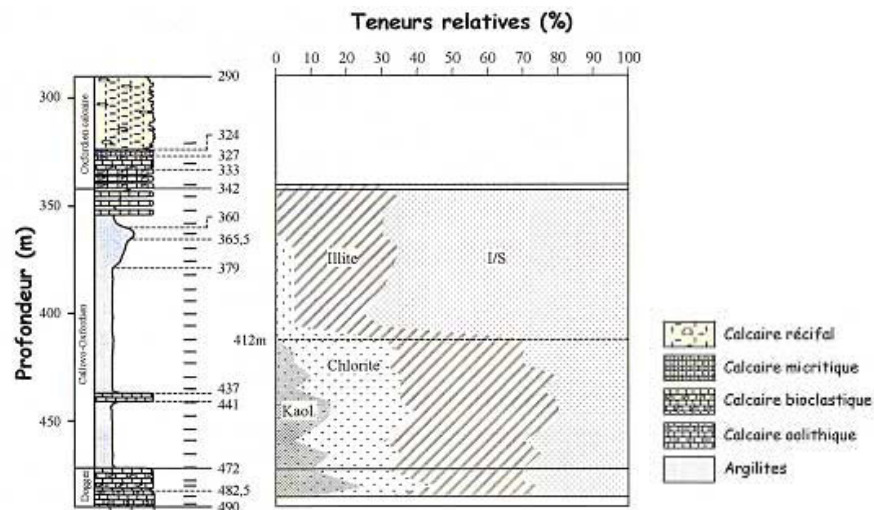 Teneurs relatives (%)
0 10 20 30 40 50 60 70 80 90 100
Profondeur (m)
300
350
400
450
Oxfordien calcaire
Callovo-Oxfordien
Dogger
290
324
327
333
342
360
365,5
379
412m
437
441
472
482,5
490
Illite
I/S
Chlorite
Kaol.
Calcaire récifal
Calcaire micritique
Calcaire bioclastique
Calcaire oolithique
Argilites